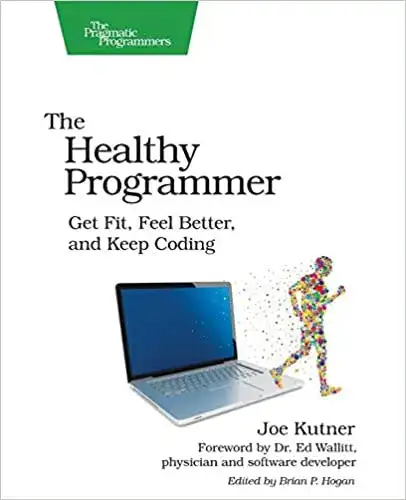 The
Pragmatic
Programmers
The
Healthy
Programmer
Get Fit, Feel Better,
and Keep Coding
Joe Kutner
Foreword by Dr. Ed Wallitt,
physician and software developer
Edited by Brian P. Hogan